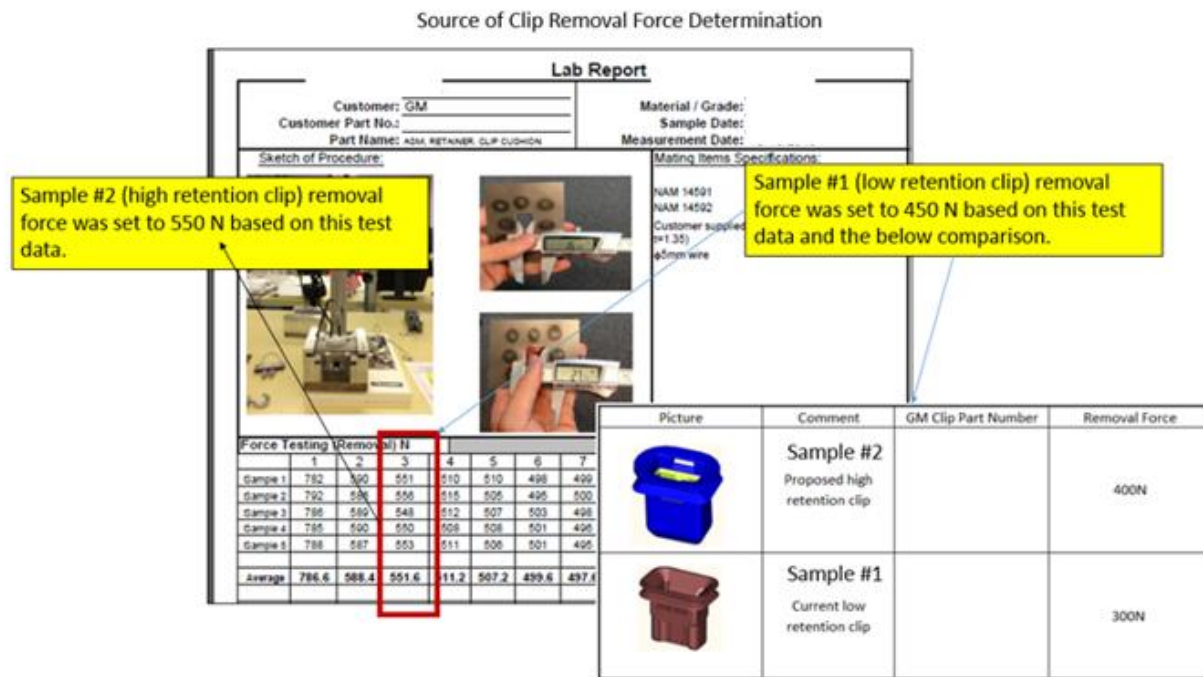 Source of Clip Removal Force Determination
Lab Report
Customer: GM
Customer Part No.:
Part Name: ASM, RETAINER, CLIP CUSHION
Material / Grade:
Sample Date:
Measurement Date:
Sketch of Procedure:
Mating Items Specifications:
NAM 14591
NAM 14592
Customer supplied
t=1.35)
φ5mm wire
Sample #2 (high retention clip) removal
force was set to 550 N based on this test
data.
Sample #1 (low retention clip) removal
force was set to 450 N based on this test
data and the below comparison.
Force Testing (Removal) N
1 2 3 4 5 6 7
Sample 1 782 590 551 510 510 498 499
Sample 2 792 586 556 515 505 495 500
Sample 3 786 589 548 512 507 503 498
Sample 4 785 590 550 508 508 501 496
Sample 5 788 587 553 511 506 501 495
Average 786.6 588.4 551.6 511.2 507.2 499.6 497.6
Picture Comment GM Clip Part Number Removal Force
Sample #2
Proposed high
retention clip
400N
Sample #1
Current low
retention clip
300N